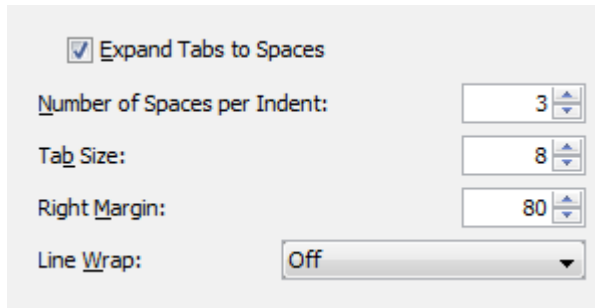 Expand Tabs to Spaces
Number of Spaces per Indent: 3
Tab Size: 8
Right Margin: 80
Line Wrap: Off